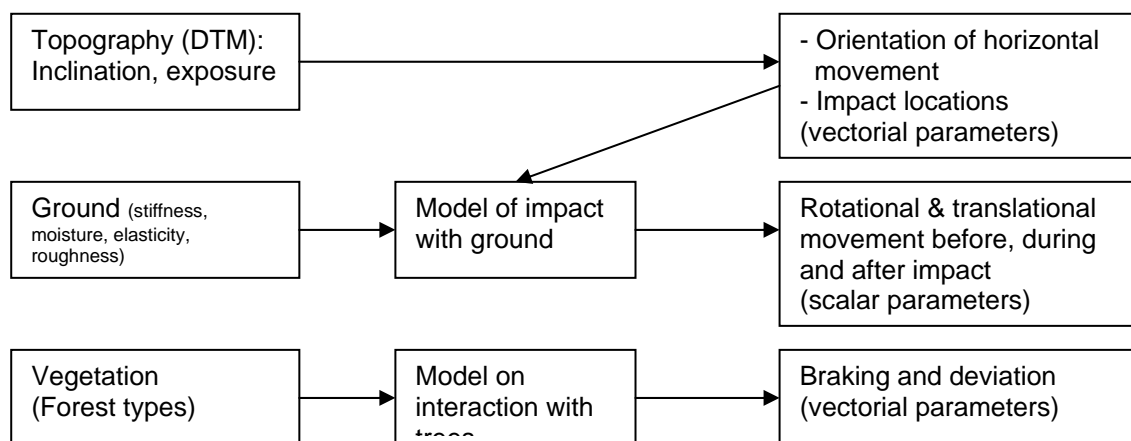 Topography (DTM):
Inclination, exposure
- Orientation of horizontal
movement
- Impact locations
(vectorial parameters)
Ground (stiffness,
moisture, elasticity,
roughness)
Model of impact
with ground
Rotational & translational
movement before, during
and after impact
(scalar parameters)
Vegetation
(Forest types)
Model on
interaction with
trees
Braking and deviation
(vectorial parameters)